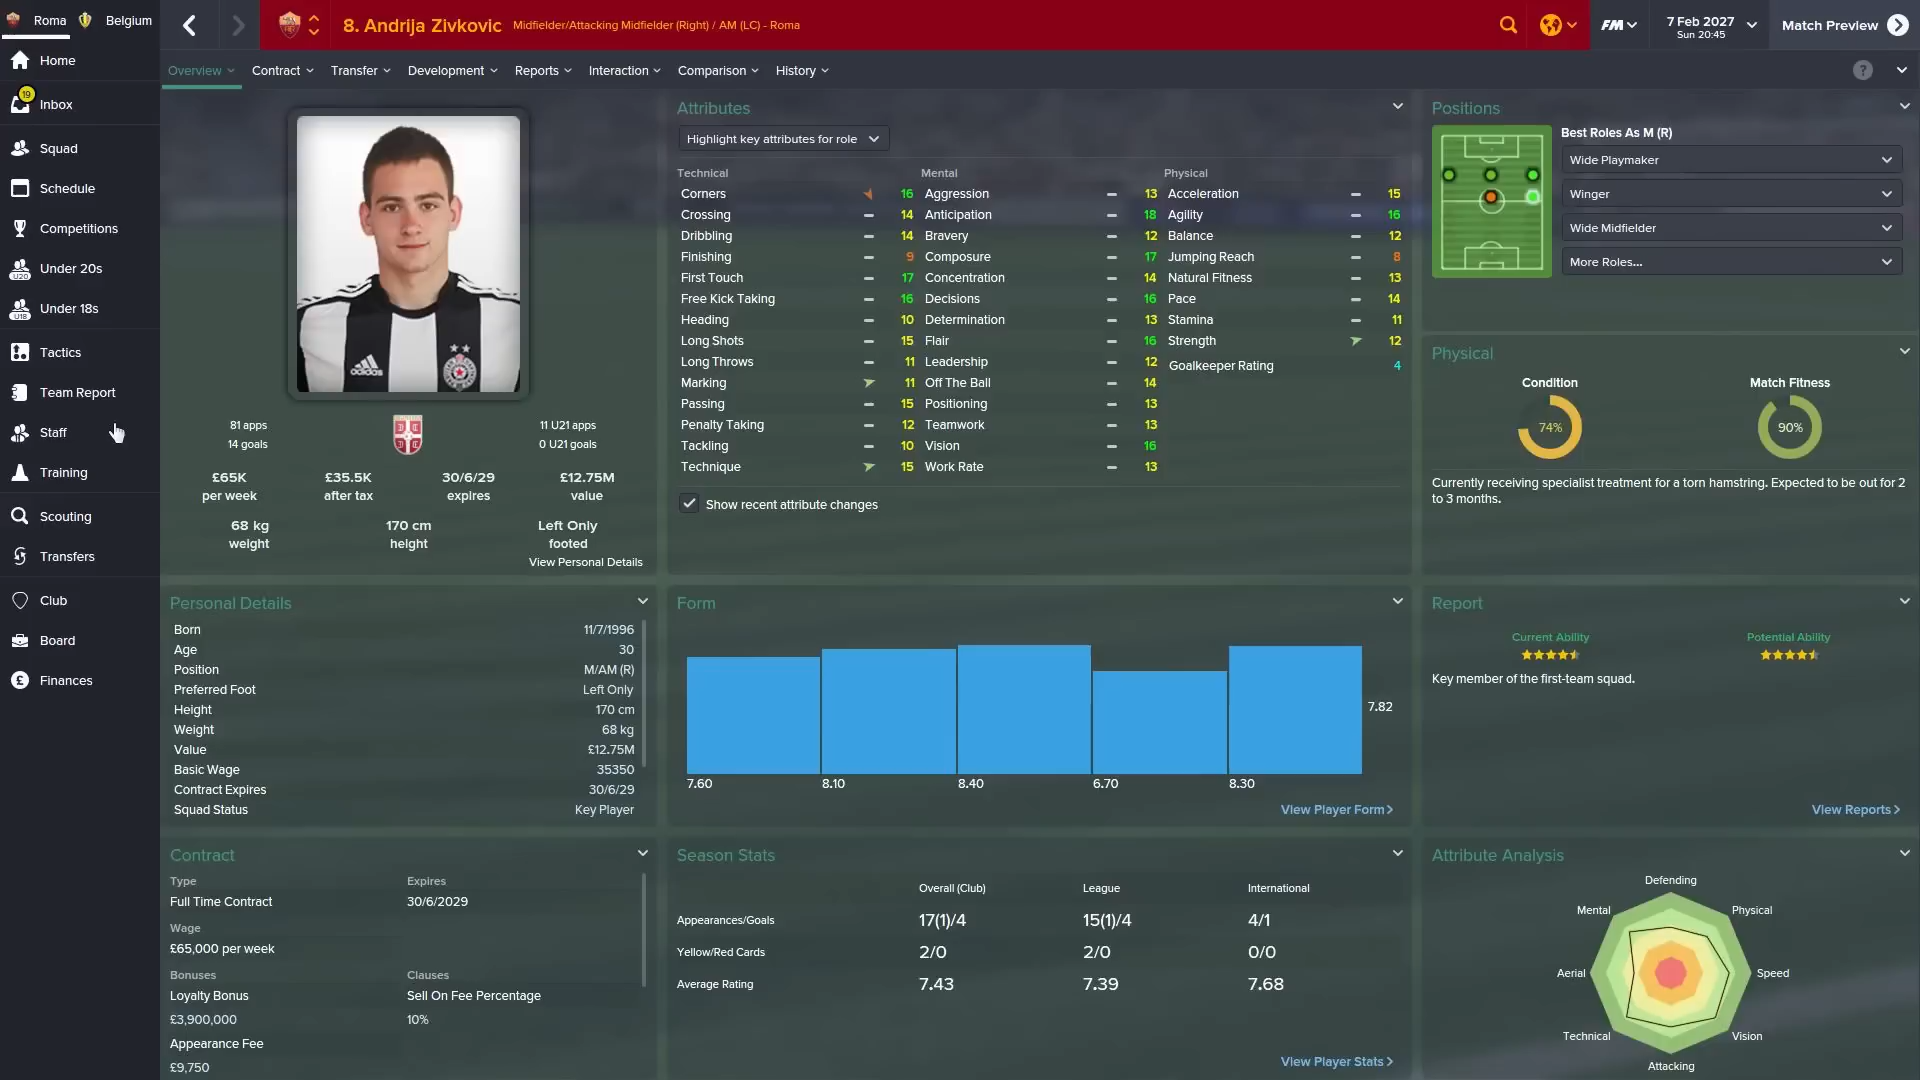 Roma
Belgium
8. Andrija Zivkovic
Midfielder/Attacking Midfielder (Right) / AM (LC) - Roma
FM
7 Feb 2027
Sun 20:45
Match Preview
Home
19
Inbox
Squad
Schedule
Competitions
U20
Under 20s
U18
Under 18s
Tactics
Team Report
Staff
Training
Scouting
Transfers
Club
Board
£
Finances
Overview
Contract
Transfer
Development
Reports
Interaction
Comparison
History
?
adidas
81 apps
14 goals
11 U21 apps
0 U21 goals
£65K
per week
£35.5K
after tax
30/6/29
expires
£12.75M
value
68 kg
weight
170 cm
height
Left Only
footed
View Personal Details
Attributes
Highlight key attributes for role
Technical
Mental
Physical
Corners 16 Aggression 13 Acceleration 15
Crossing 14 Anticipation 18 Agility 16
Dribbling 14 Bravery 12 Balance 12
Finishing 9 Composure 17 Jumping Reach 8
First Touch 17 Concentration 14 Natural Fitness 13
Free Kick Taking 16 Decisions 16 Pace 14
Heading 10 Determination 13 Stamina 11
Long Shots 15 Flair 16 Strength 12
Long Throws 11 Leadership 12 Goalkeeper Rating 4
Marking 11 Off The Ball 14
Passing 15 Positioning 13
Penalty Taking 12 Teamwork 13
Tackling 10 Vision 16
Technique 15 Work Rate 13
Show recent attribute changes
Positions
Best Roles As M (R)
Wide Playmaker
Winger
Wide Midfielder
More Roles...
Physical
Condition
Match Fitness
74%
90%
Currently receiving specialist treatment for a torn hamstring. Expected to be out for 2
to 3 months.
Personal Details
Born 11/7/1996
Age 30
Position M/AM (R)
Preferred Foot Left Only
Height 170 cm
Weight 68 kg
Value £12.75M
Basic Wage 35350
Contract Expires 30/6/29
Squad Status Key Player
Form
7.82
7.60 8.10 8.40 6.70 8.30
View Player Form
Report
Current Ability
Potential Ability
Key member of the first-team squad.
View Reports
Contract
Type
Expires
Full Time Contract
30/6/2029
Wage
£65,000 per week
Bonuses
Clauses
Loyalty Bonus
Sell On Fee Percentage
£3,900,000
10%
Appearance Fee
£9,750
Season Stats
Overall (Club) League International
Appearances/Goals 17(1)/4 15(1)/4 4/1
Yellow/Red Cards 2/0 2/0 0/0
Average Rating 7.43 7.39 7.68
View Player Stats
Attribute Analysis
Defending
Mental
Physical
Aerial
Speed
Technical
Vision
Attacking